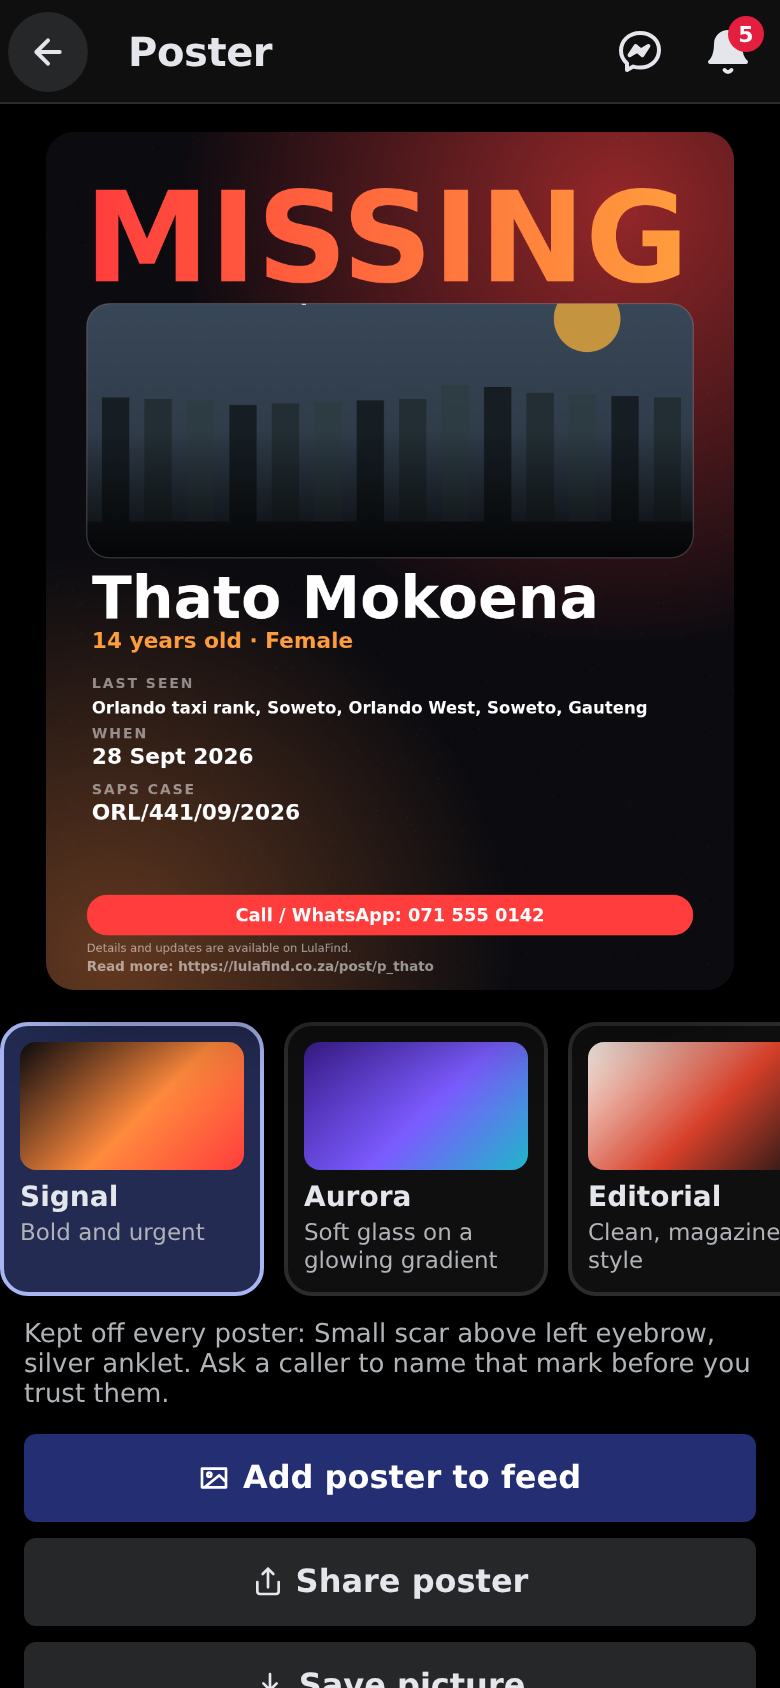 Poster
5
MISSING
Thato Mokoena
14 years old · Female
LAST SEEN
Orlando taxi rank, Soweto, Orlando West, Soweto, Gauteng
WHEN
28 Sept 2026
SAPS CASE
ORL/441/09/2026
Call / WhatsApp: 071 555 0142
Details and updates are available on LulaFind.
Read more: https://lulafind.co.za/post/p_thato
Signal
Bold and urgent
Aurora
Soft glass on a
glowing gradient
Editorial
Clean, magazine
style
Kept off every poster: Small scar above left eyebrow,
silver anklet. Ask a caller to name that mark before you
trust them.
Add poster to feed
Share poster
Save picture